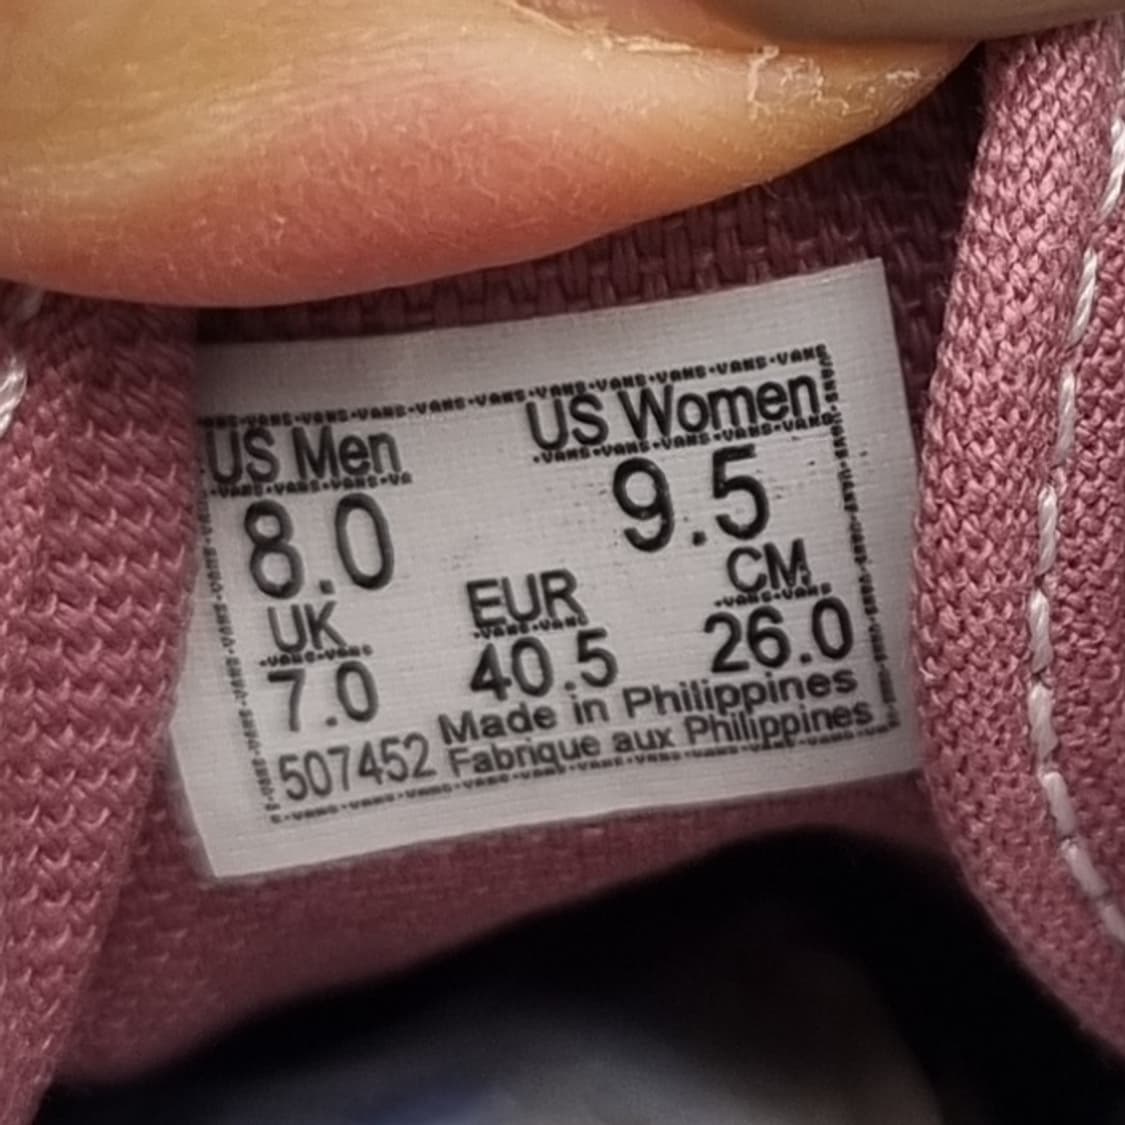 US Men US Women
8.0 9.5
UK EUR CM
7.0 40.5 26.0
Made in Philippines
507452 Fabrique aux Philippines